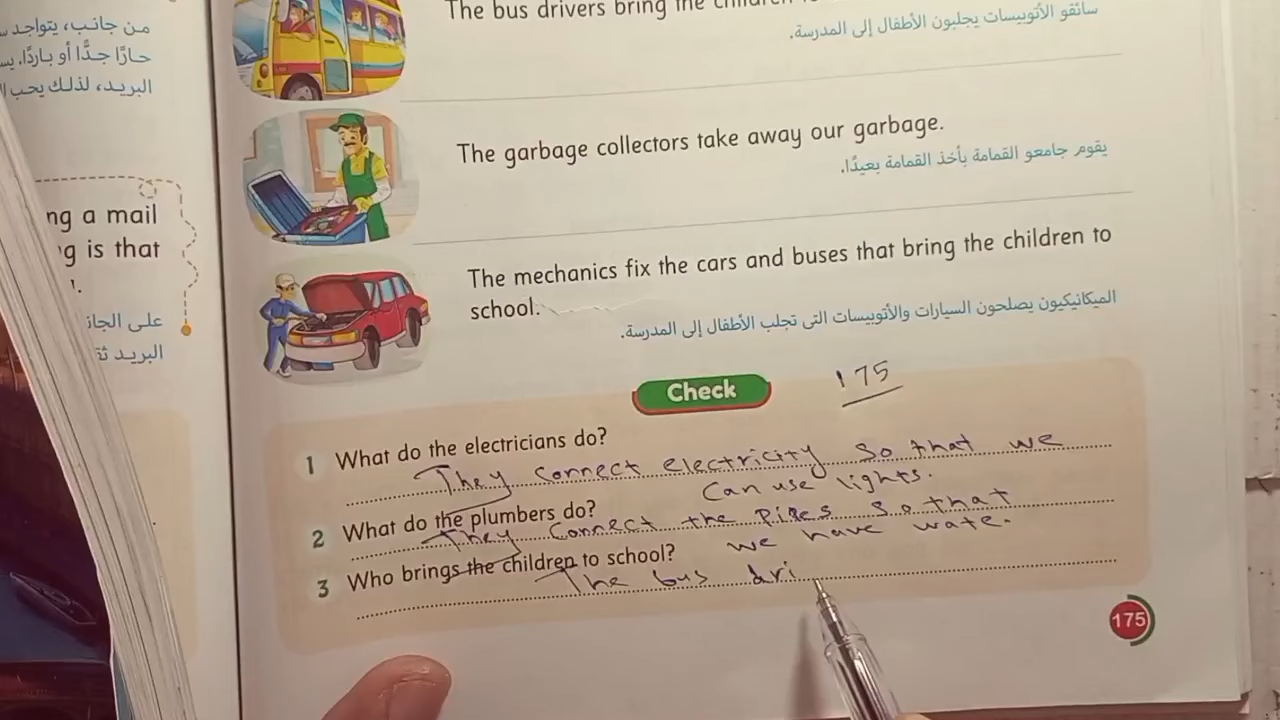 The bus drivers bring the children
سائقو الأتوبيسات يجلبون الأطفال إلى المدرسة.
من جانب، يتواجد
حارًا جدًّا أو باردًا.
البريد، لذلك يحب
The garbage collectors take away our garbage.
يقوم جامعو القمامة بأخذ القمامة بعيدًا.
ng a mail
g is that
على الجان
البريد
The mechanics fix the cars and buses that bring the children to
school.
الميكانيكيون يصلحون السيارات والأتوبيسات التى تجلب الأطفال إلى المدرسة.
Check
175
1 What do the electricians do?
They connect electricity so that we
can use lights.
2 What do the plumbers do?
They connect the pipes so that
we have wate.
3 Who brings the children to school?
The bus dri
175